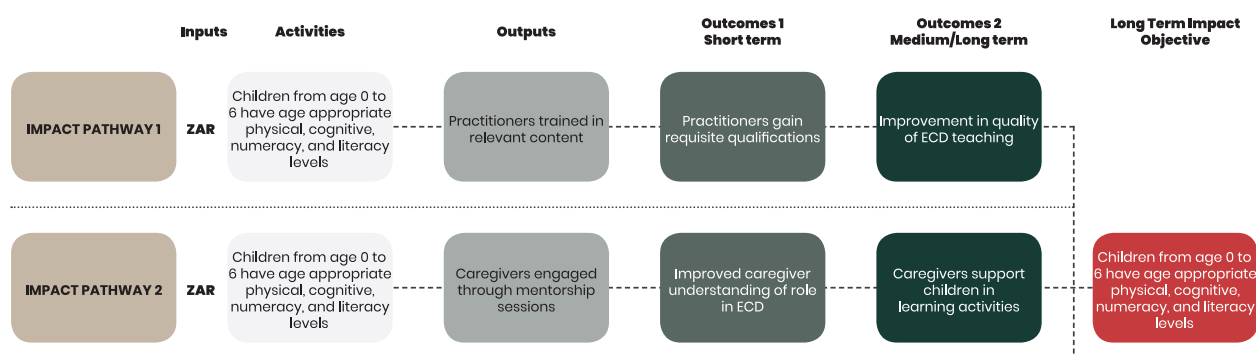 Inputs
Activities
Outputs
Outcomes 1
Short term
Outcomes 2
Medium/Long term
Long Term Impact
Objective
IMPACT PATHWAY 1
ZAR
Children from age 0 to
6 have age appropriate
physical, cognitive,
numeracy, and literacy
levels
Practitioners trained in
relevant content
Practitioners gain
requisite qualifications
Improvement in quality
of ECD teaching
IMPACT PATHWAY 2
ZAR
Children from age 0 to
6 have age appropriate
physical, cognitive,
numeracy, and literacy
levels
Caregivers engaged
through mentorship
sessions
Improved caregiver
understanding of role
in ECD
Caregivers support
children in
learning activities
Children from age 0 to
6 have age appropriate
physical, cognitive,
numeracy, and literacy
levels